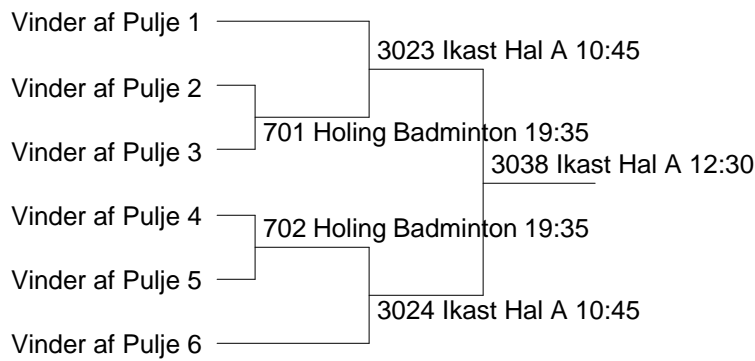 Vinder af Pulje 1
3023 Ikast Hal A 10:45
Vinder af Pulje 2
701 Holing Badminton 19:35
Vinder af Pulje 3
3038 Ikast Hal A 12:30
Vinder af Pulje 4
702 Holing Badminton 19:35
Vinder af Pulje 5
3024 Ikast Hal A 10:45
Vinder af Pulje 6